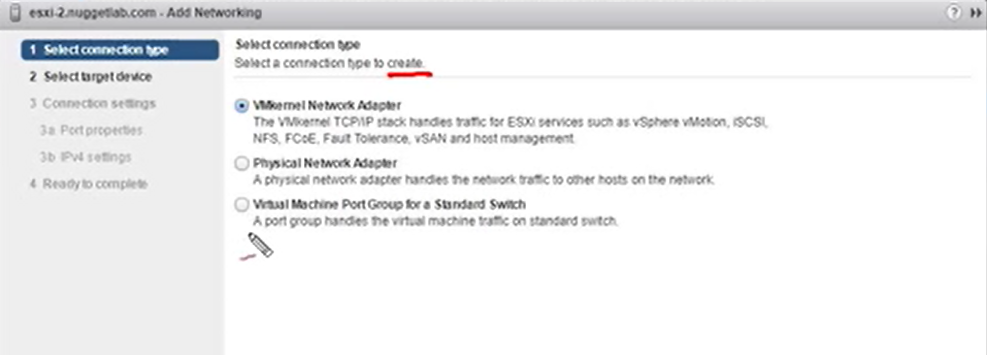 esxi-2.nuggetlab.com - Add Networking
1 Select connection type
2 Select target device
3 Connection settings
3a Port properties
3b IPv4 settings
4 Ready to complete
Select connection type
Select a connection type to create.
VMkernel Network Adapter
The VMkernel TCP/IP stack handles traffic for ESXi services such as vSphere vMotion, iSCSI,
NFS, FCoE, Fault Tolerance, vSAN and host management.
Physical Network Adapter
A physical network adapter handles the network traffic to other hosts on the network.
Virtual Machine Port Group for a Standard Switch
A port group handles the virtual machine traffic on standard switch.